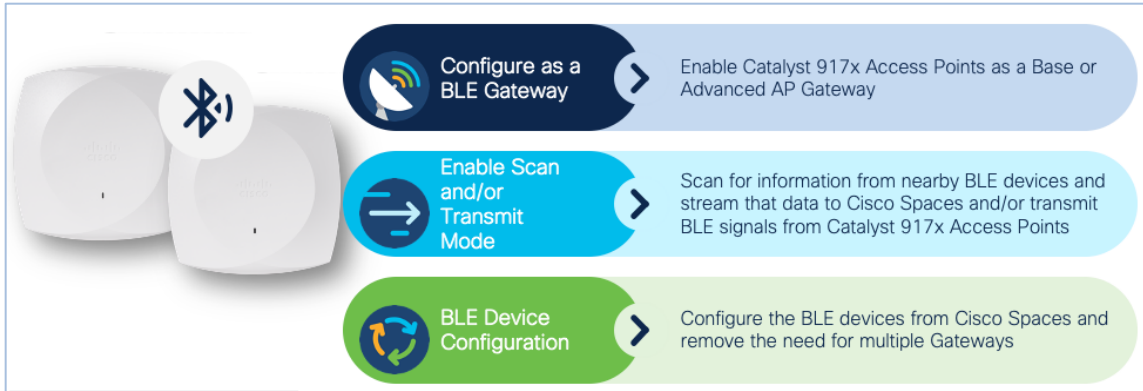 Configure as a
BLE Gateway
Enable Catalyst 917x Access Points as a Base or
Advanced AP Gateway
Enable Scan
and/or
Transmit
Mode
Scan for information from nearby BLE devices and
stream that data to Cisco Spaces and/or transmit
BLE signals from Catalyst 917x Access Points
BLE Device
Configuration
Configure the BLE devices from Cisco Spaces and
remove the need for multiple Gateways